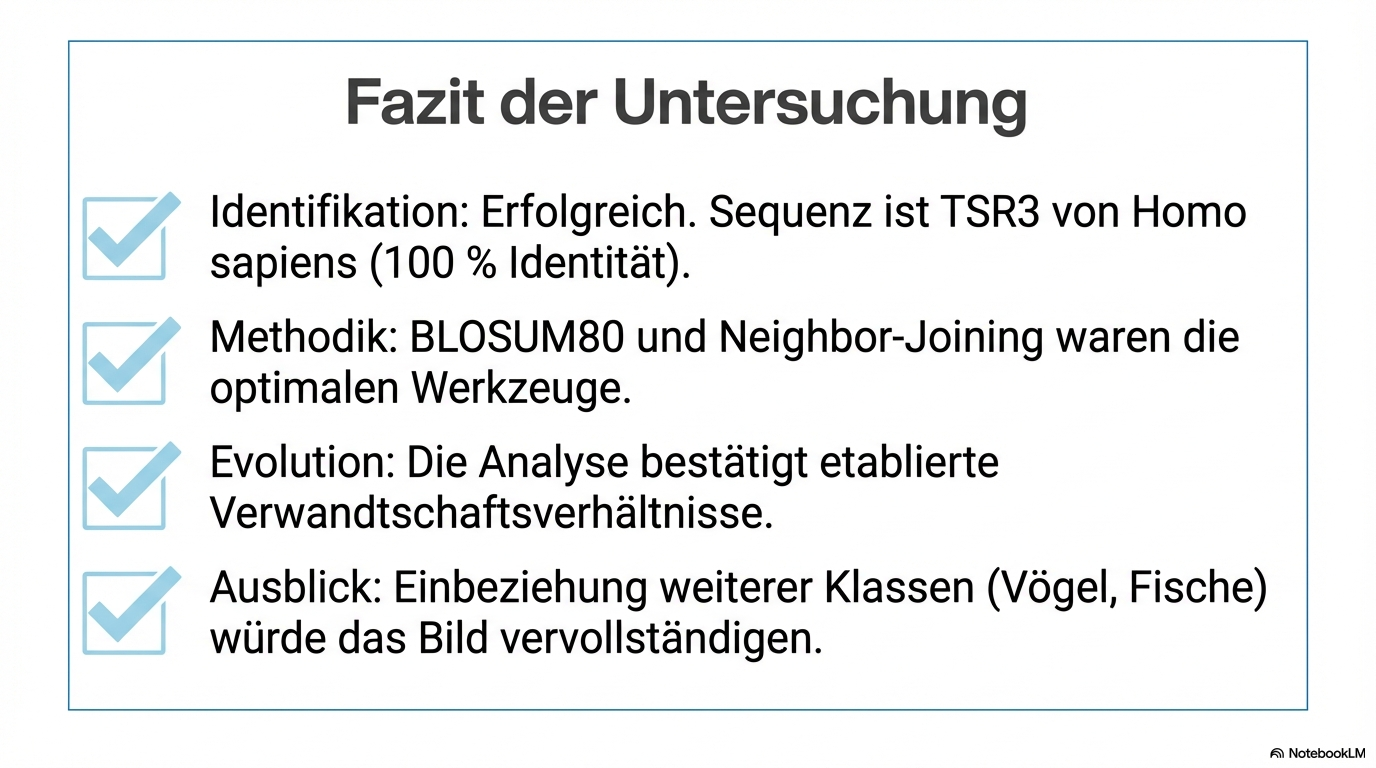 Fazit der Untersuchung
Identifikation: Erfolgreich. Sequenz ist TSR3 von Homo
sapiens (100 % Identität).
Methodik: BLOSUM80 und Neighbor-Joining waren die
optimalen Werkzeuge.
Evolution: Die Analyse bestätigt etablierte
Verwandtschaftsverhältnisse.
Ausblick: Einbeziehung weiterer Klassen (Vögel, Fische)
würde das Bild vervollständigen.
NotebookLM